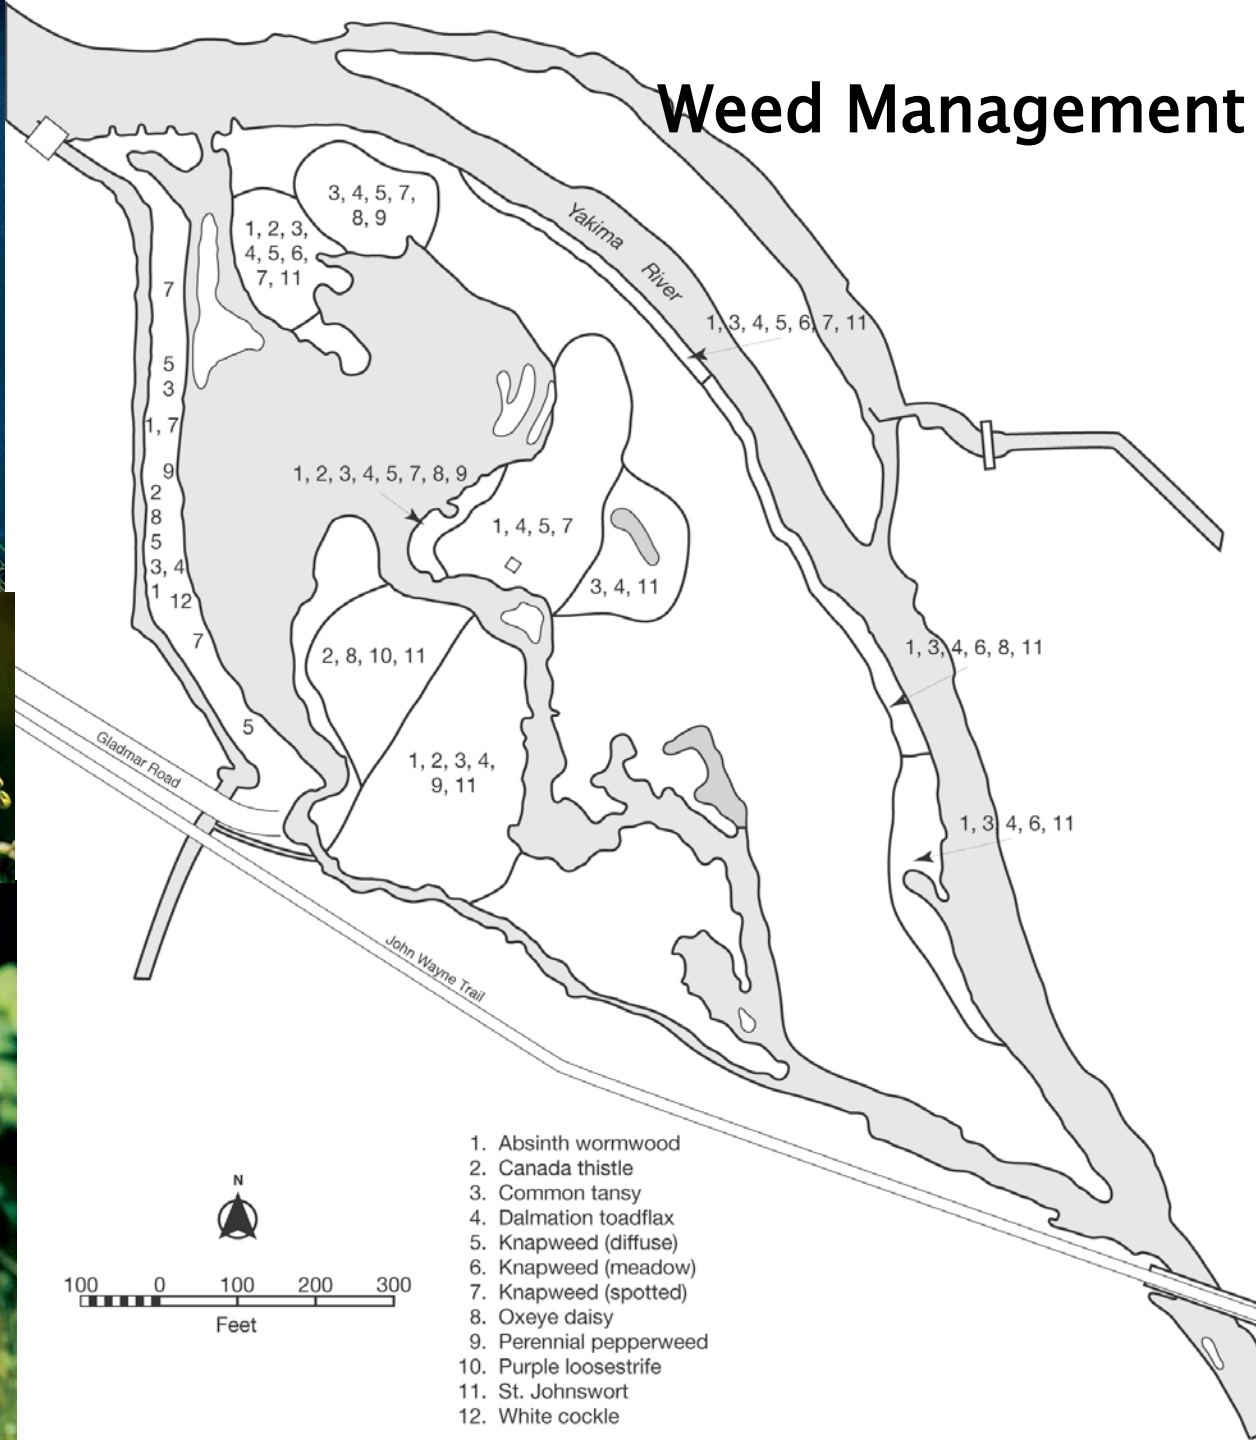 Weed Management
3, 4, 5, 7,
8, 9
1, 2, 3,
4, 5, 6,
7, 11
Yakima
River
7
1, 3, 4, 5, 6, 7, 11
5
3
1, 7
9
1, 2, 3, 4, 5, 7, 8, 9
2
8
1, 4, 5, 7
5
3, 4
3, 4, 11
1
12
7
2, 8, 10, 11
1, 3, 4, 6, 8, 11
5
Gladmar Road
1, 2, 3, 4,
9, 11
1, 3, 4, 6, 11
John Wayne Trail
1. Absinth wormwood
2. Canada thistle
3. Common tansy
4. Dalmation toadflax
5. Knapweed (diffuse)
6. Knapweed (meadow)
7. Knapweed (spotted)
8. Oxeye daisy
9. Perennial pepperweed
10. Purple loosestrife
11. St. Johnswort
12. White cockle
N
100 0 100 200 300
Feet